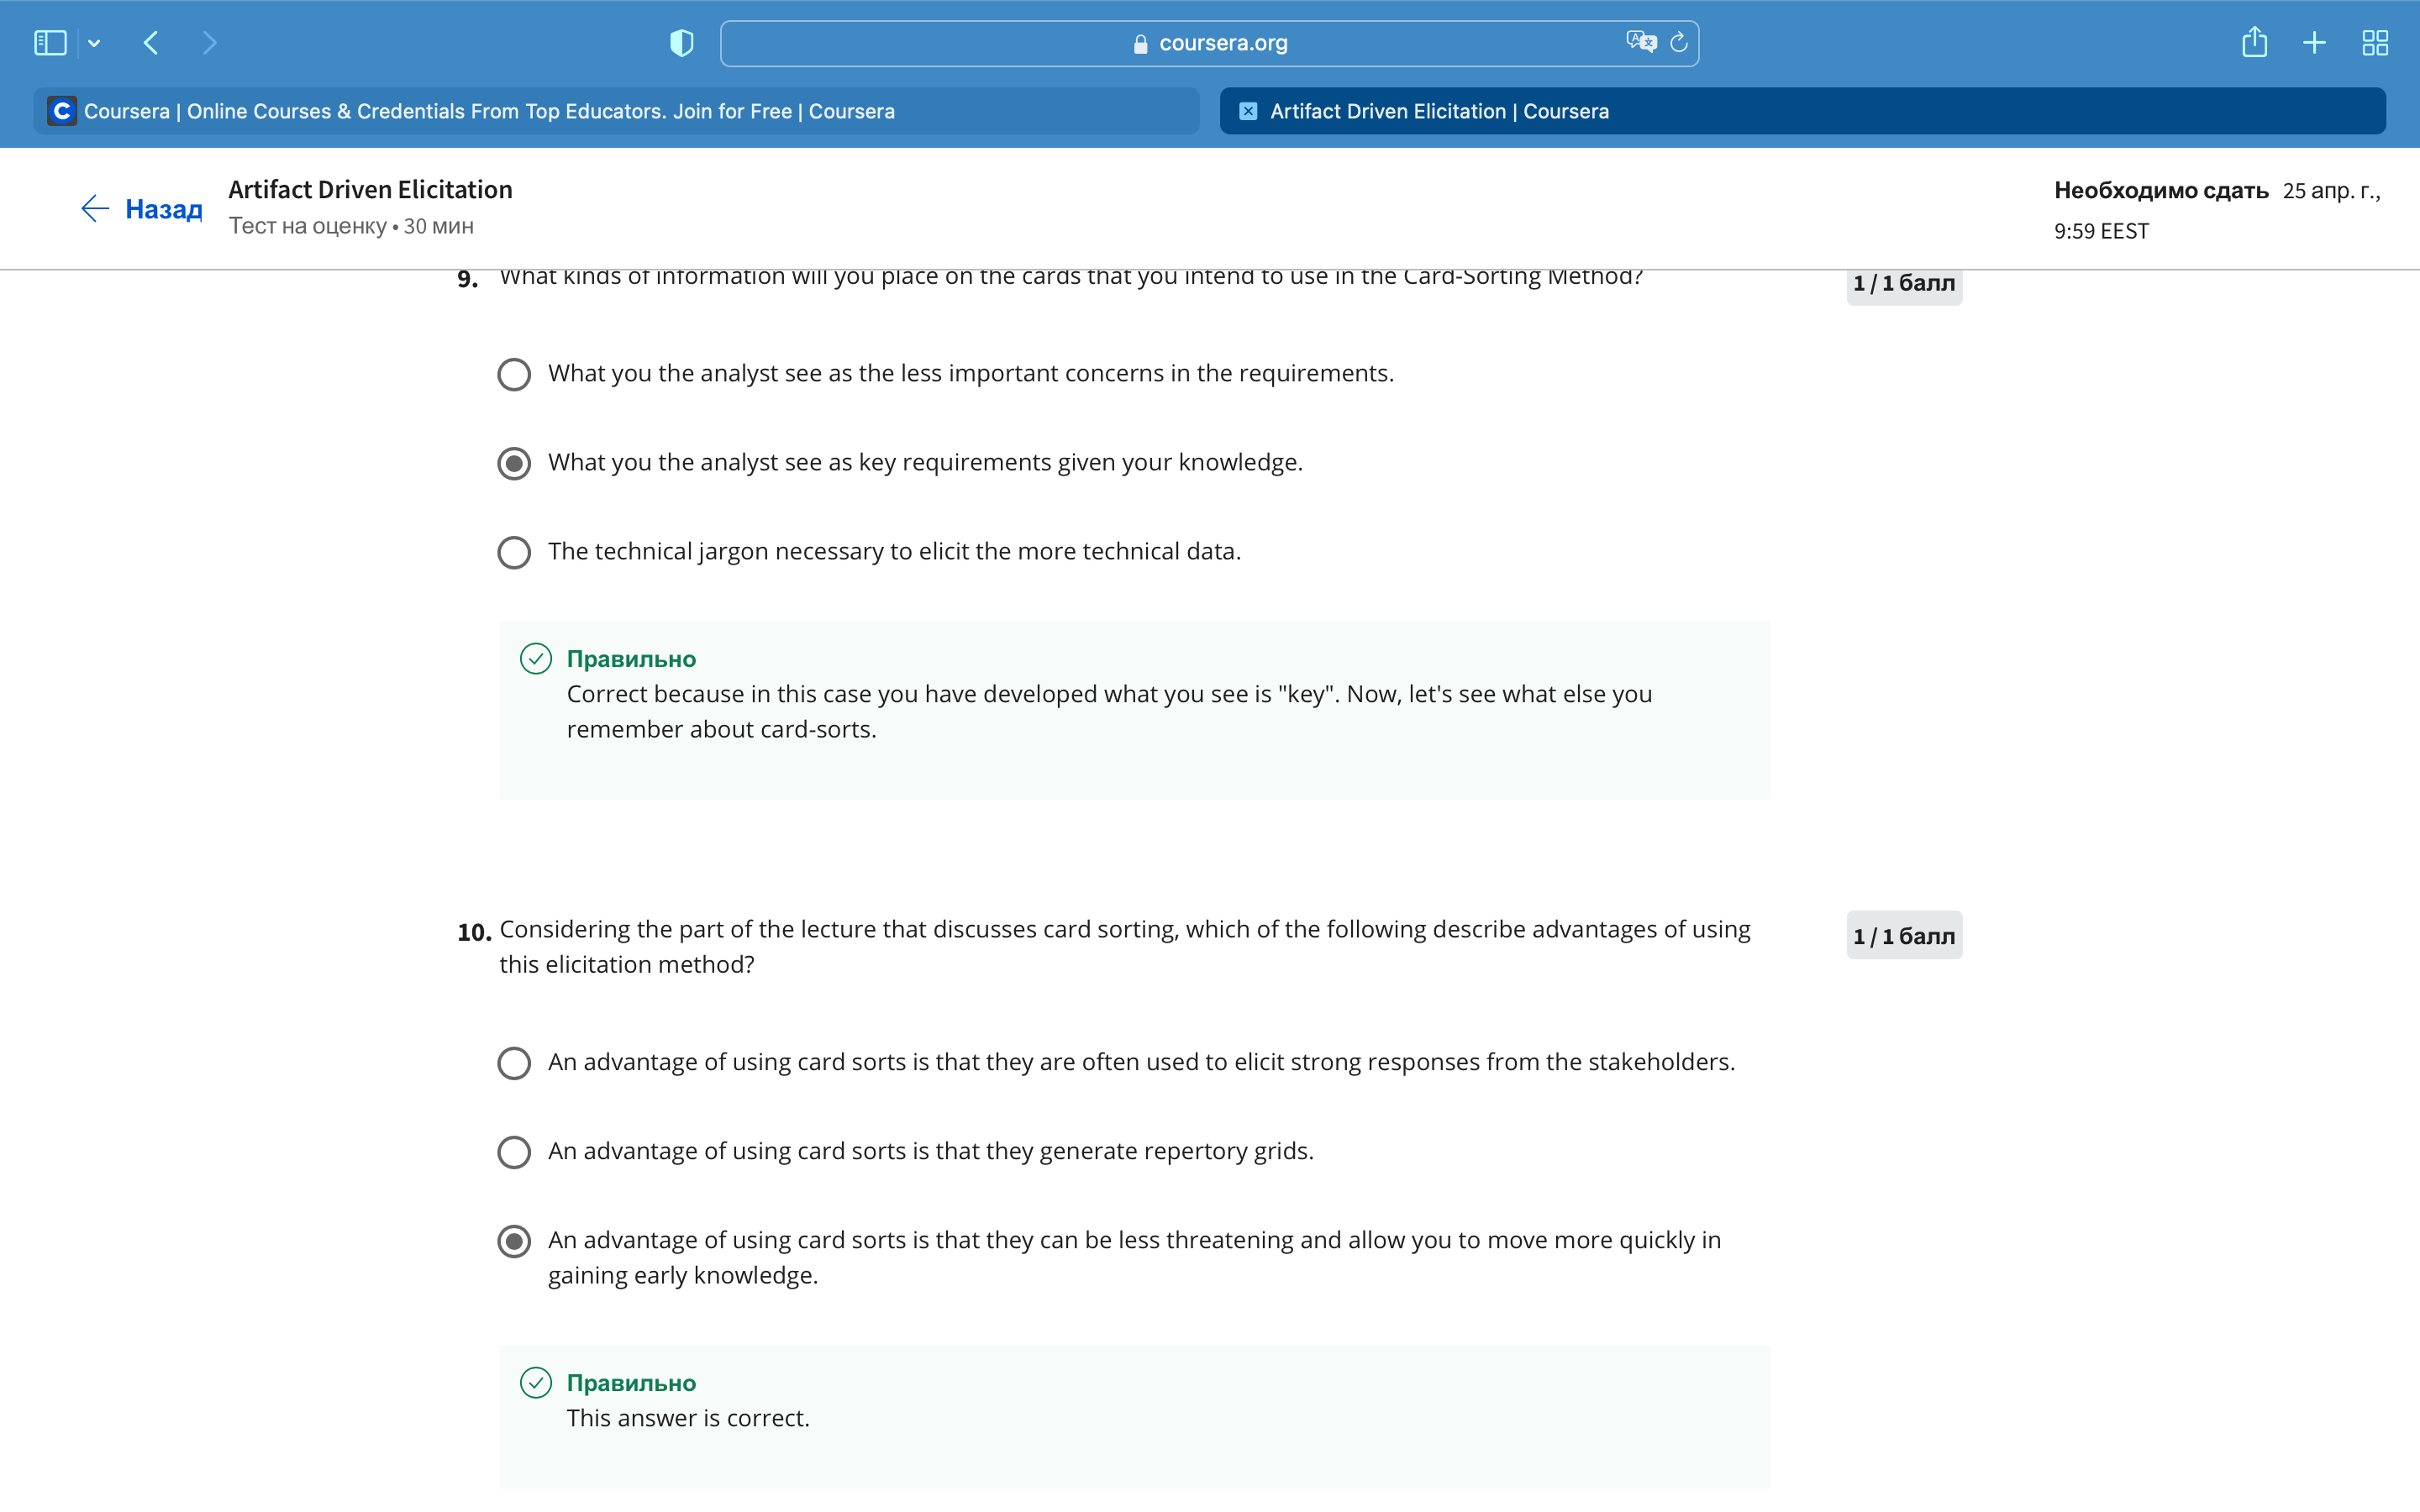 coursera.org
Coursera | Online Courses & Credentials From Top Educators. Join for Free | Coursera
Artifact Driven Elicitation | Coursera
Назад
Artifact Driven Elicitation
Тест на оценку • 30 мин
Необходимо сдать 25 апр. г.,
9:59 EEST
9. What kinds of information will you place on the cards that you intend to use in the Card-Sorting Method?
1 / 1 балл
What you the analyst see as the less important concerns in the requirements.
What you the analyst see as key requirements given your knowledge.
The technical jargon necessary to elicit the more technical data.
Правильно
Correct because in this case you have developed what you see is "key". Now, let's see what else you
remember about card-sorts.
10. Considering the part of the lecture that discusses card sorting, which of the following describe advantages of using
this elicitation method?
1 / 1 балл
An advantage of using card sorts is that they are often used to elicit strong responses from the stakeholders.
An advantage of using card sorts is that they generate repertory grids.
An advantage of using card sorts is that they can be less threatening and allow you to move more quickly in
gaining early knowledge.
Правильно
This answer is correct.